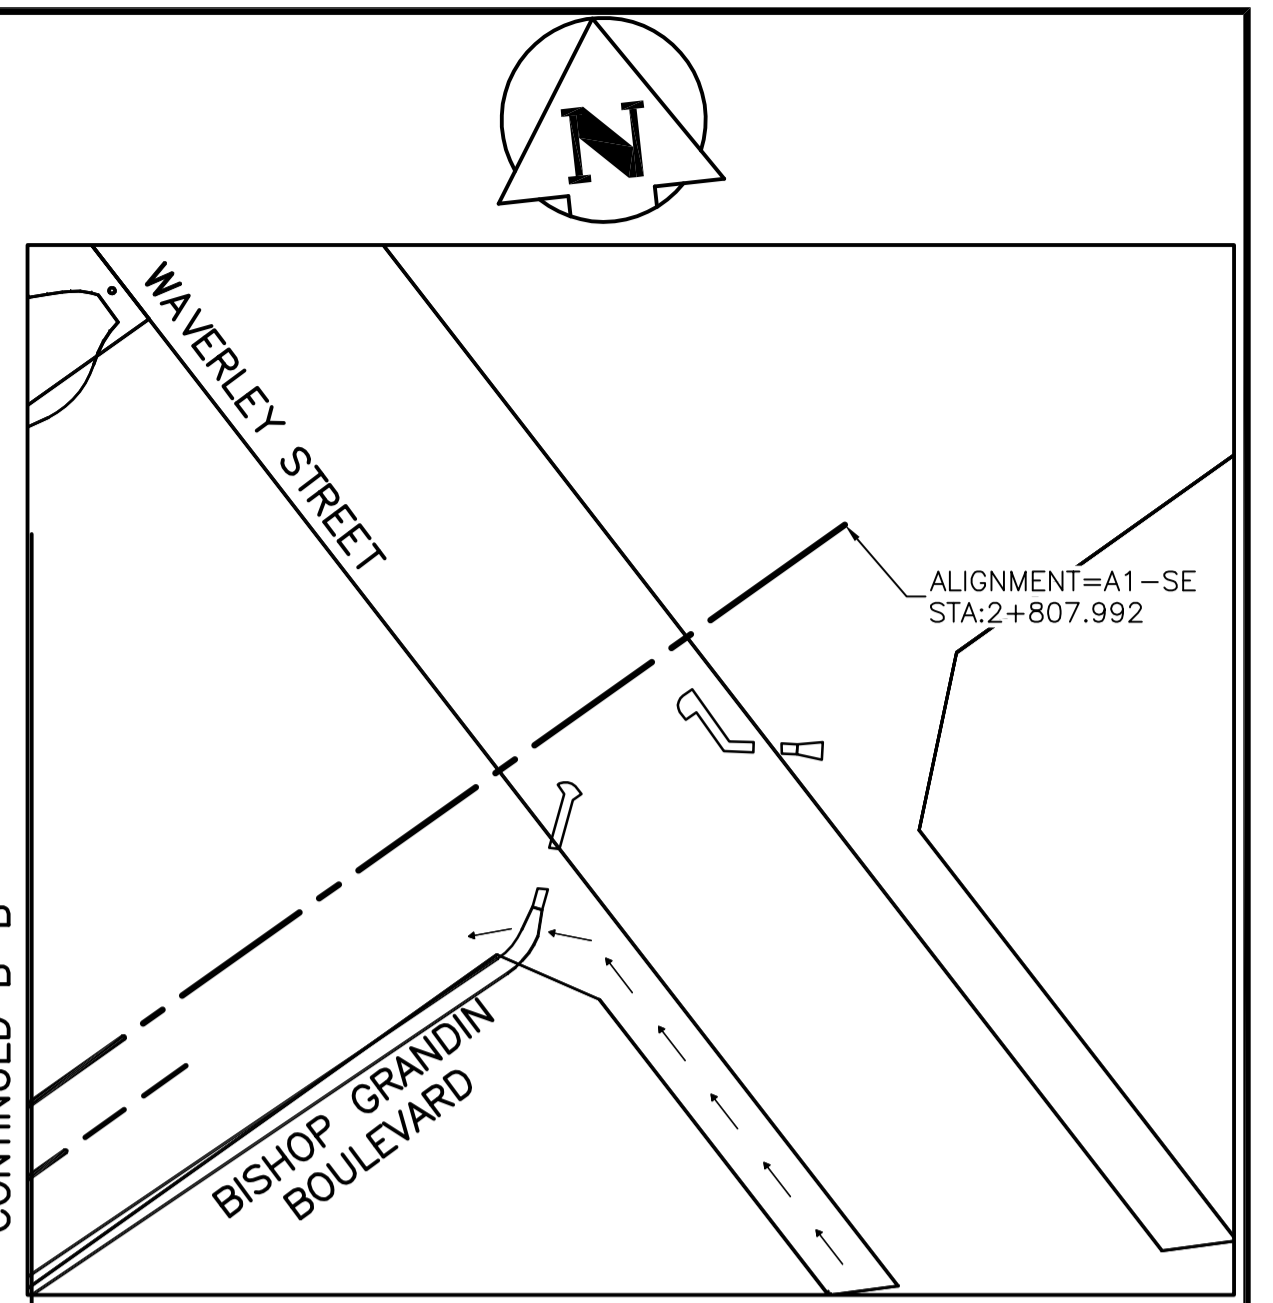 N
WAVERLEY STREET
ALIGNMENT=A1-SE
STA:2+807.992
BISHOP GRANDIN
BOULEVARD